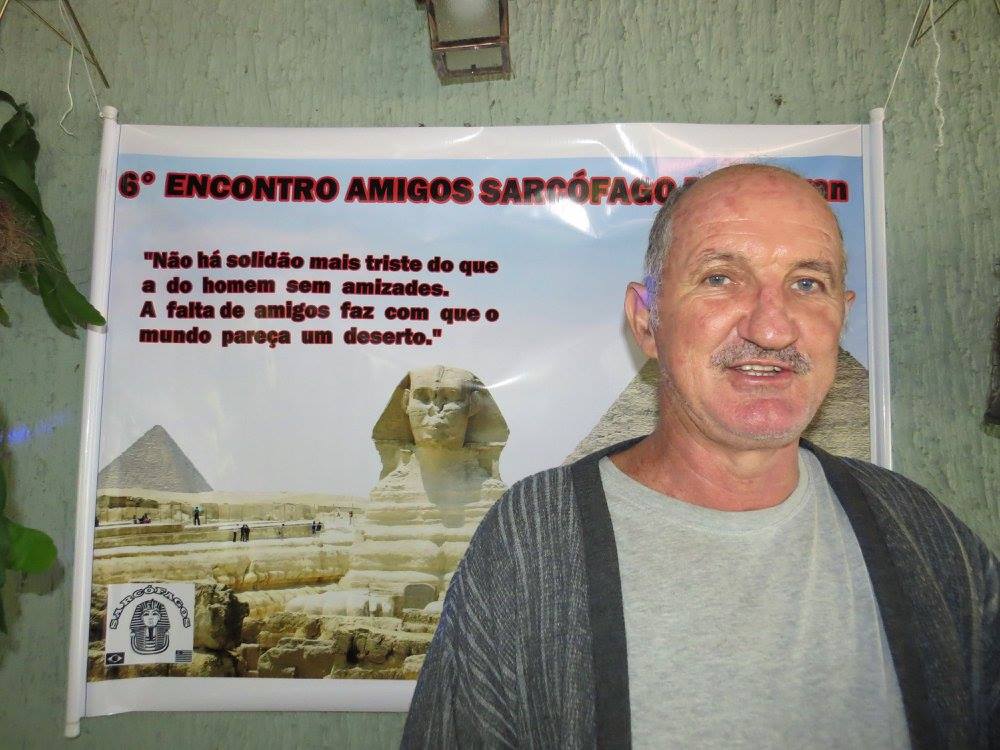 6° ENCONTRO AMIGOS SARCÓFAGO
"Não há solidão mais triste do que
a do homem sem amizades.
A falta de amigos faz com que o
mundo pareça um deserto."
SARCÓFAGOS